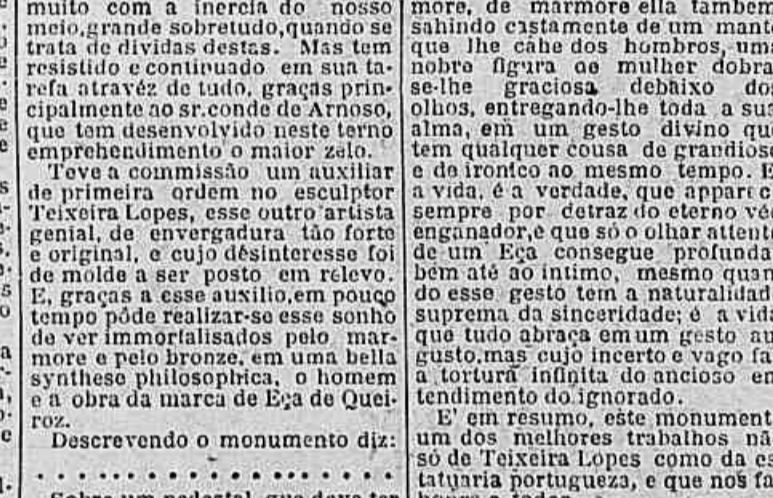 muito com a inercia do nosso
meio,grande sobretudo,quando se
trata de dividas destas. Mas tem
resistido e continuado em sua ta-
refa atravéz de tudo, graças prin-
cipalmente ao sr.conde de Arnoso,
que tem desenvolvido neste terno
emprehendimento o maior zelo.
Teve a commissão um auxiliar
de primeira ordem no esculptor
Teixeira Lopes, esse outro artista
genial, de envergadura tão forte
e original, e cujo désinteresse foi
de molde a ser posto em relevo.
E, graças a esse auxilio,em pouço
tempo póde realizar-se esse sonho
de ver immortalisados pelo mar-
more e pelo bronze, em uma bella
synthese philosophica, o homem
e a obra da marca de Eça de Quei-
roz.
Descrevendo o monumento diz:
more, de marmore ella tambem
sahindo castamente de um mant
que lhe cahe dos hombros, um
nobre figura de mulher dobra
se-lhe graciosa debaixo dos
olhos, entregando-lhe toda a sua
alma, em um gesto divino qu
tem qualquer cousa de grandiose
e de ironico ao mesmo tempo. E
a vida, é a verdade, que apparec
sempre por detraz do eterno vé
enganador,e que só o olhar attent
de um Eça consegue profunda
bem até ao intimo, mesmo quan
do esse gesto tem a naturalidad
suprema da sinceridade; é a vida
que tudo abraça em um gesto au
gusto,mas cujo incerto e vago fa
a tortura infinita do ancioso en
tendimento do ignorado.
E' em resumo, este monument
um dos melhores trabalhos nã
só de Teixeira Lopes como da es
tatuaria portugueza, e que nos fa